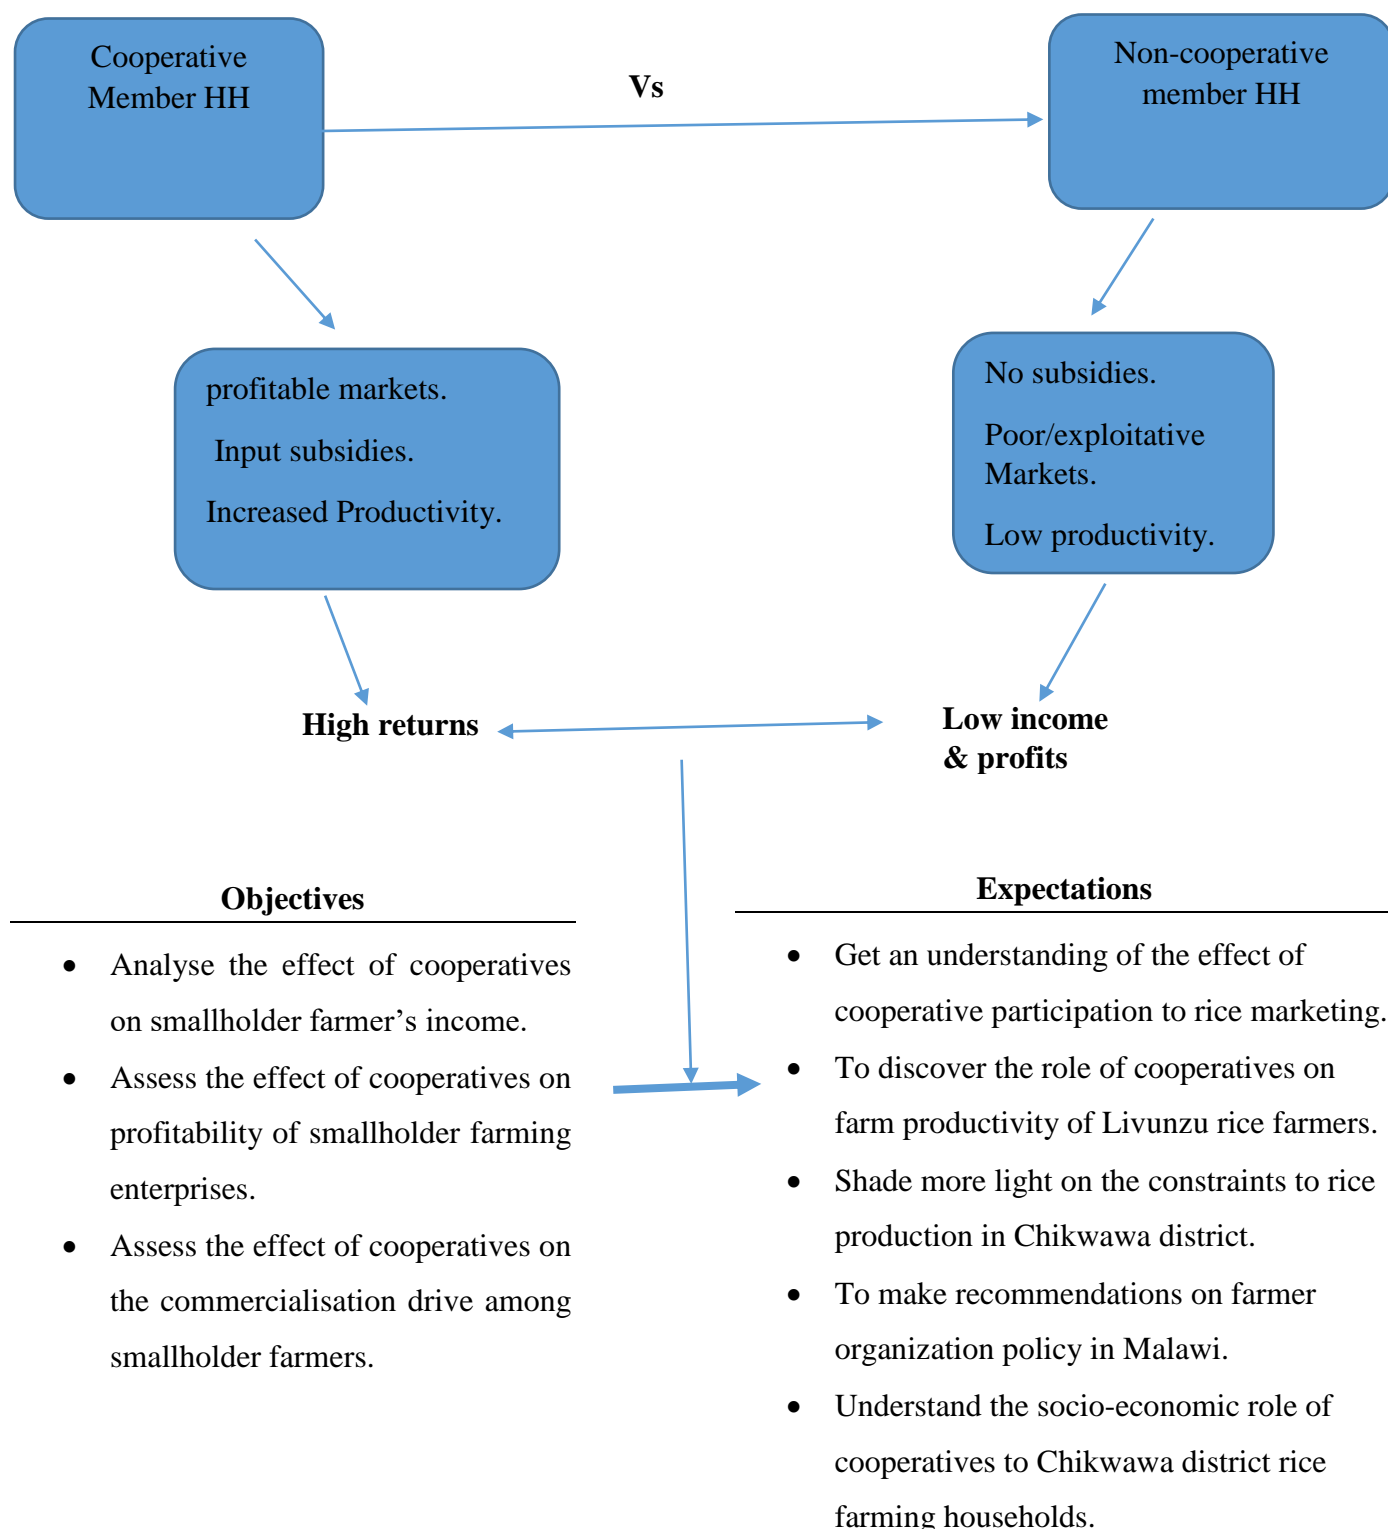 Cooperative
Member HH
Vs
Non-cooperative
member HH
profitable markets.
Input subsidies.
Increased Productivity.
No subsidies.
Poor/exploitative
Markets.
Low productivity.
High returns
Low income
& profits
Objectives
• Analyse the effect of cooperatives
on smallholder farmer’s income.
• Assess the effect of cooperatives on
profitability of smallholder farming
enterprises.
• Assess the effect of cooperatives on
the commercialisation drive among
smallholder farmers.
Expectations
• Get an understanding of the effect of
cooperative participation to rice marketing.
• To discover the role of cooperatives on
farm productivity of Livunzu rice farmers.
• Shade more light on the constraints to rice
production in Chikwawa district.
• To make recommendations on farmer
organization policy in Malawi.
• Understand the socio-economic role of
cooperatives to Chikwawa district rice
farming households.